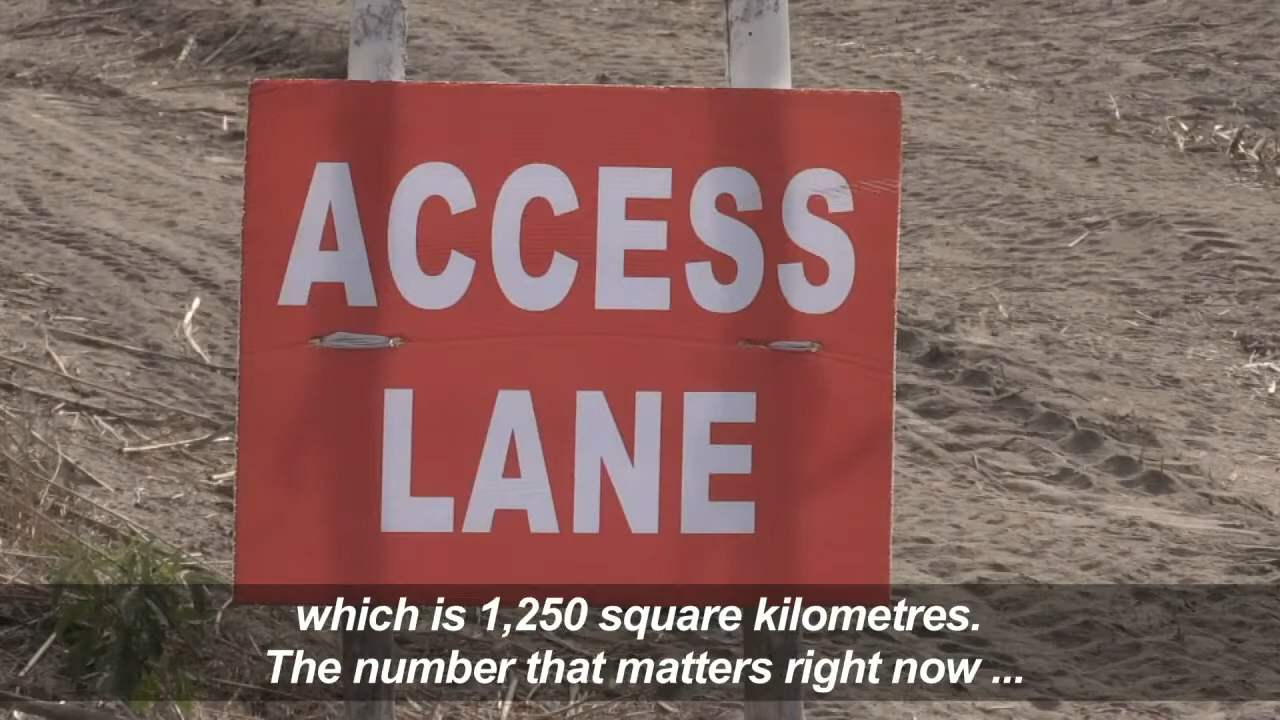 ACCESS
LANE
which is 1,250 square kilometres.
The number that matters right now ...